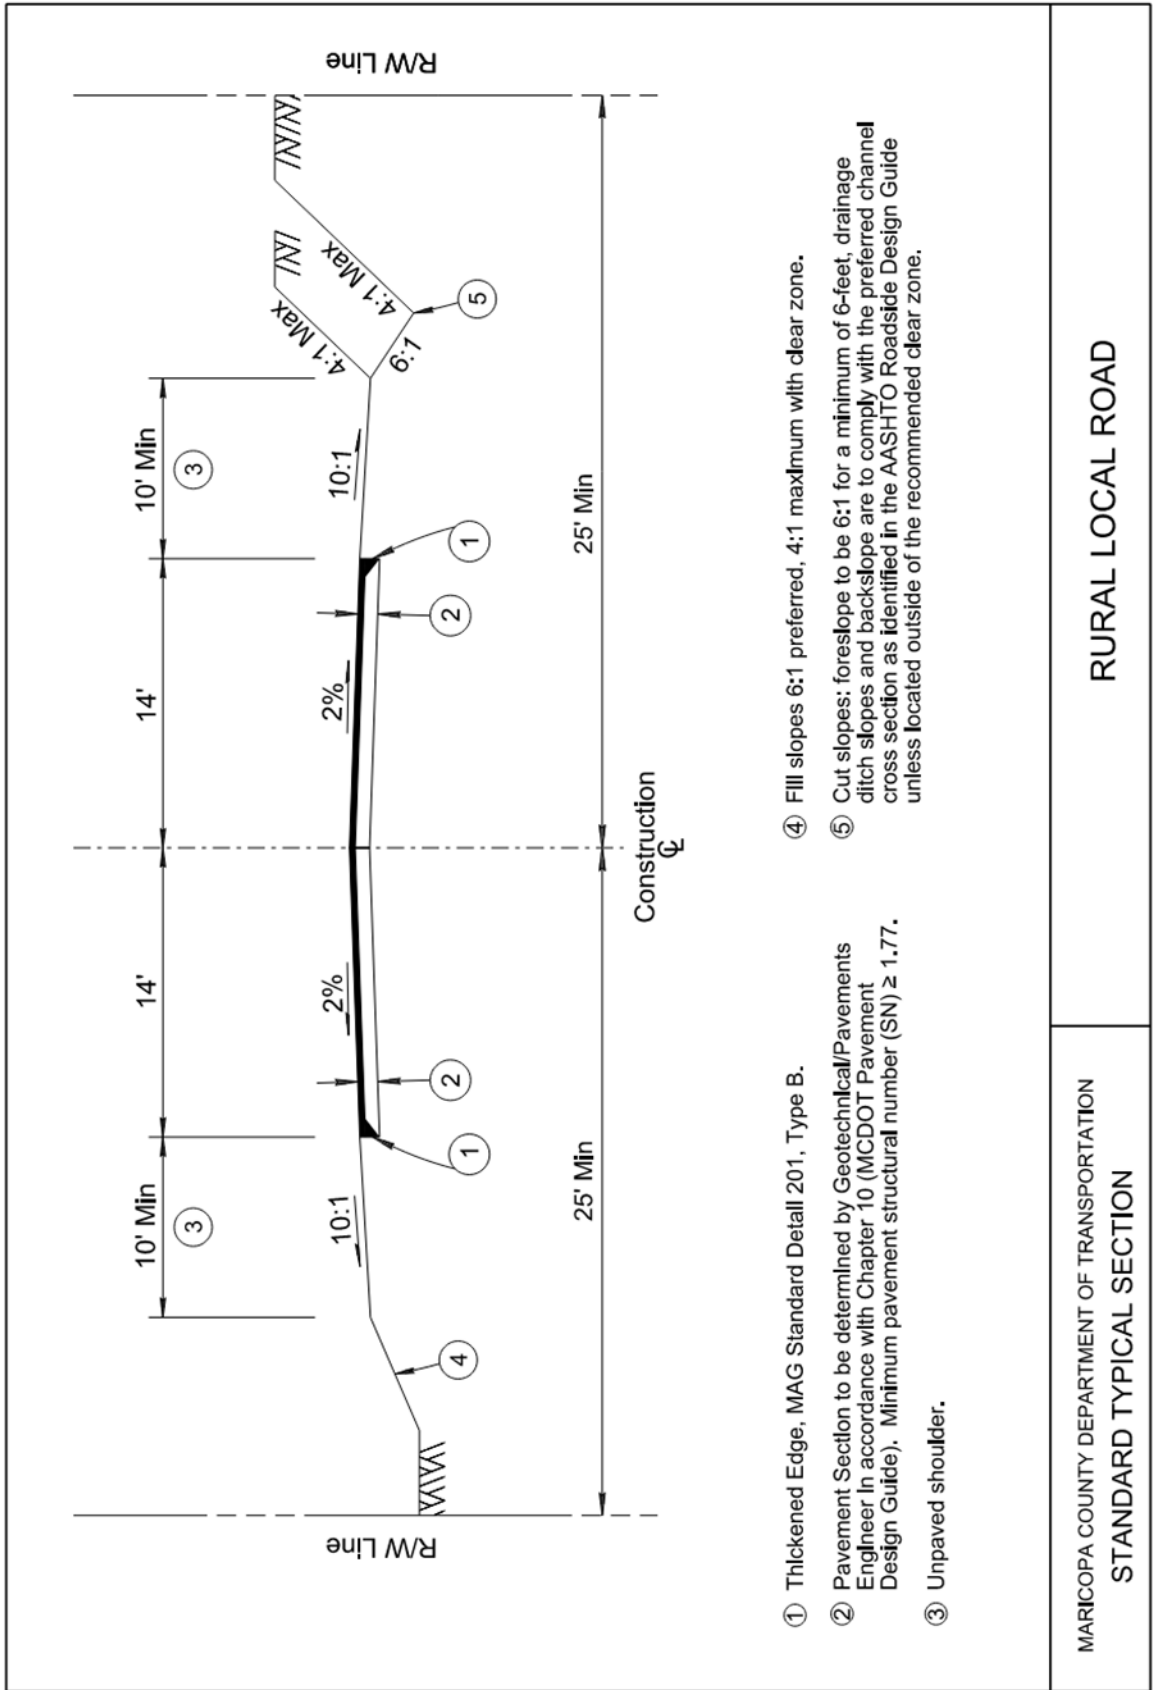 R/W Line
R/W Line
10' Min
14'
14'
10' Min
3
3
10:1
2%
2%
10:1
4:1 Max
4:1 Max
6:1
4
1
2
2
1
5
25' Min
25' Min
Construction
℄
① Thickened Edge, MAG Standard Detail 201, Type B.
② Pavement Section to be determined by Geotechnical/Pavements
Engineer in accordance with Chapter 10 (MCDOT Pavement
Design Guide). Minimum pavement structural number (SN) ≥ 1.77.
③ Unpaved shoulder.
④ Fill slopes 6:1 preferred, 4:1 maximum with clear zone.
⑤ Cut slopes: foreslope to be 6:1 for a minimum of 6-feet, drainage
ditch slopes and backslope are to comply with the preferred channel
cross section as identified in the AASHTO Roadside Design Guide
unless located outside of the recommended clear zone.
MARICOPA COUNTY DEPARTMENT OF TRANSPORTATION
STANDARD TYPICAL SECTION
RURAL LOCAL ROAD